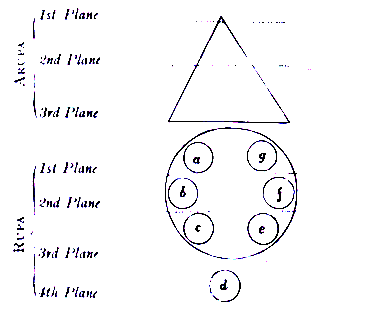 ARUPA
1st Plane
2nd Plane
3rd Plane
RUPA
1st Plane
2nd Plane
3rd Plane
4th Plane
a g
b f
c e
d